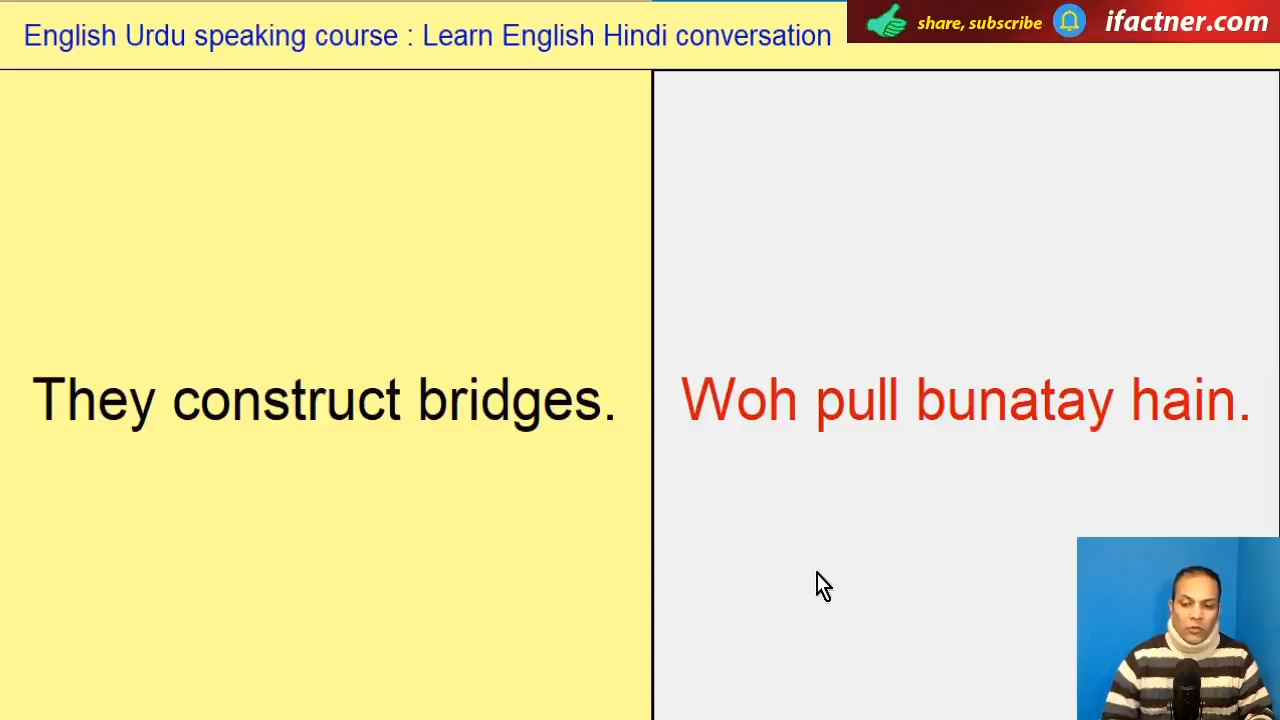 English Urdu speaking course : Learn English Hindi conversation
share, subscribe
ifactner.com
They construct bridges.
Woh pull bunatay hain.